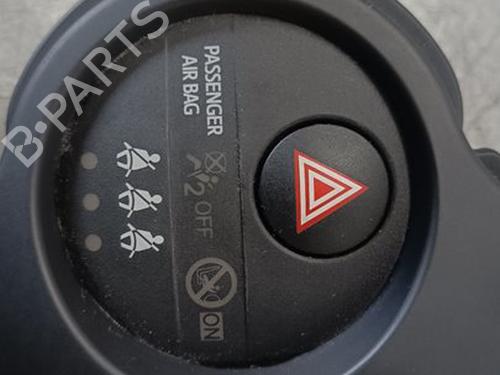 B-PARTS
PASSENGER
AIR BAG
2 OFF
ON